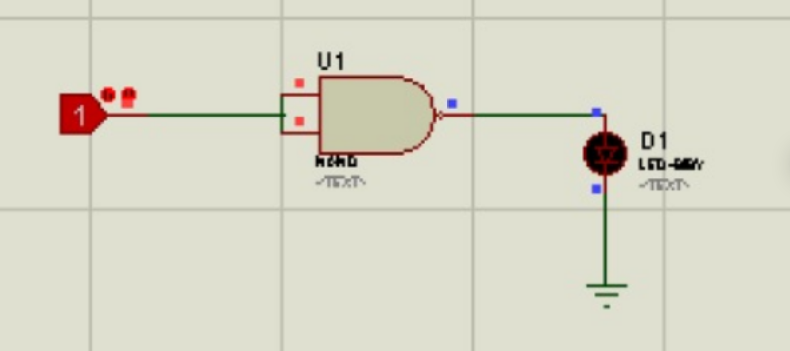 U1
1
NAND
<TEXT>
D1
<TEXT>